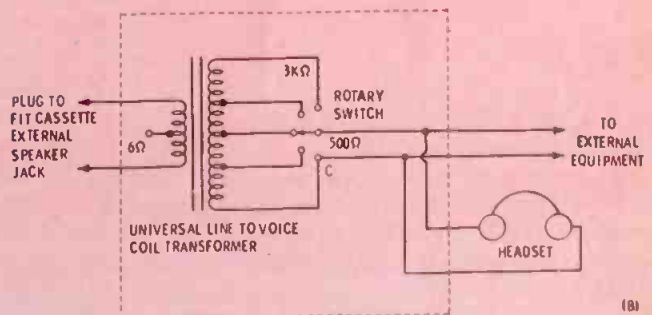 3KΩ
ROTARY
SWITCH
PLUG TO
FIT CASSETTE
EXTERNAL
SPEAKER
JACK
6Ω
500Ω
C
TO
EXTERNAL
EQUIPMENT
UNIVERSAL LINE TO VOICE
COIL TRANSFORMER
HEADSET
(B)